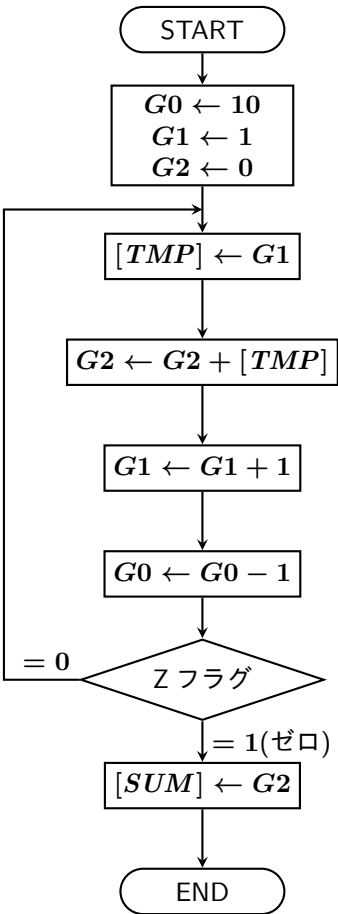 START
G0 ← 10
G1 ← 1
G2 ← 0
[TMP] ← G1
G2 ← G2 + [TMP]
G1 ← G1 + 1
G0 ← G0 − 1
= 0
Z フラグ
= 1(ゼロ)
[SUM] ← G2
END